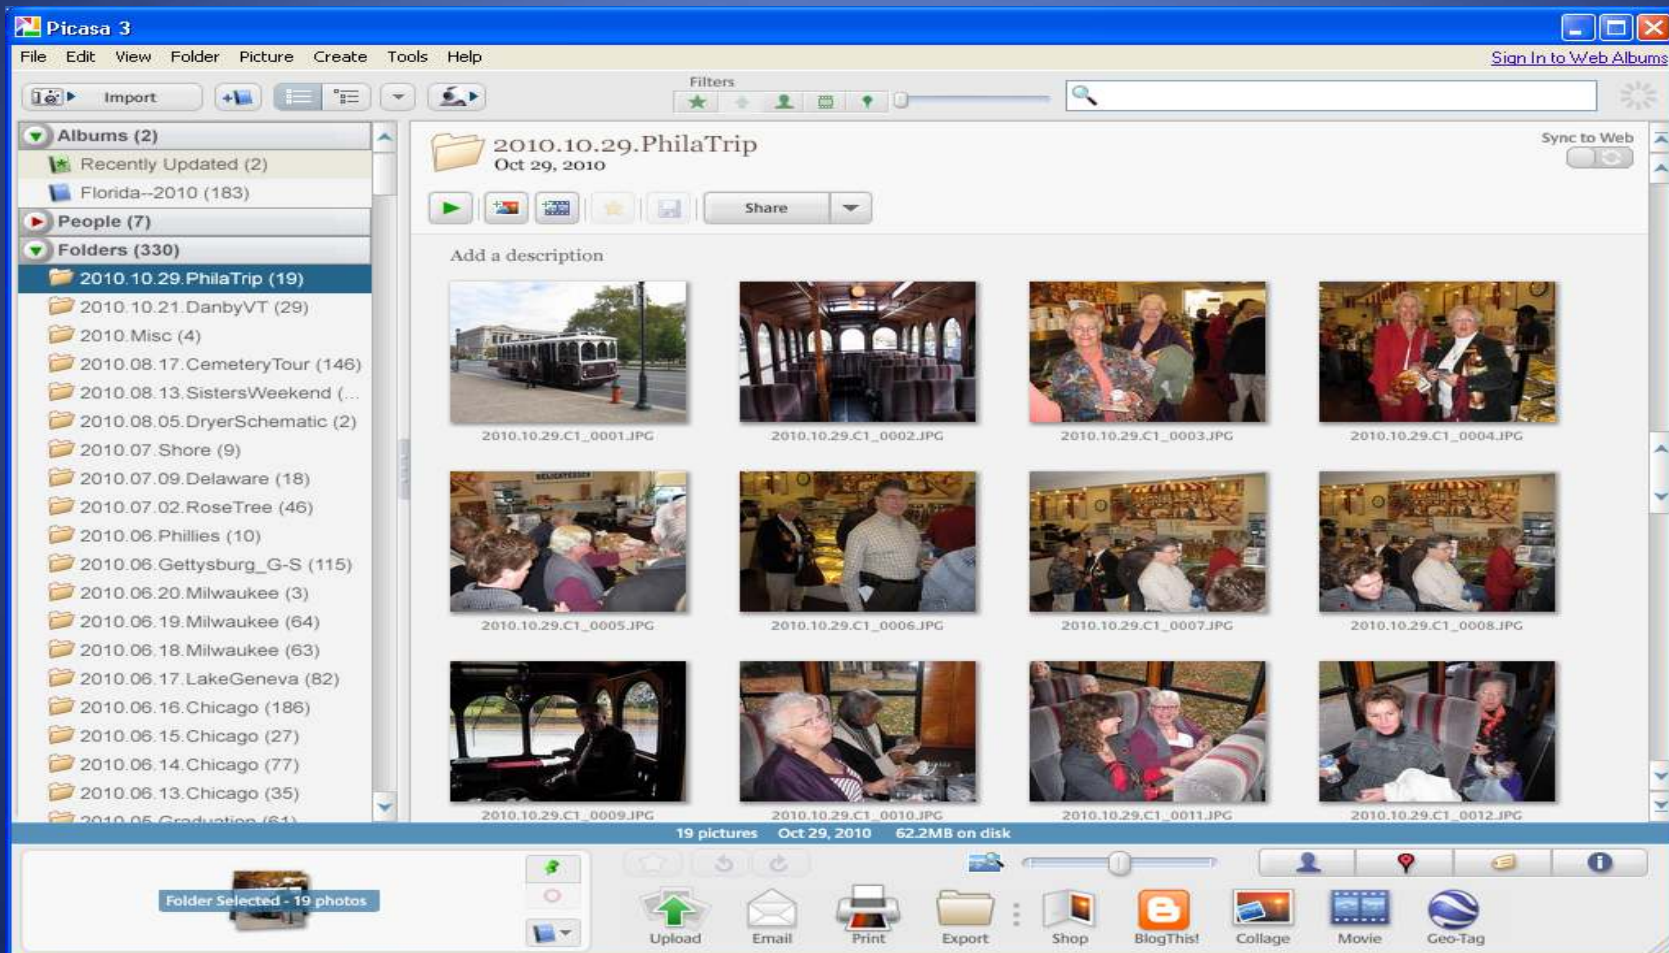 Picasa 3
File Edit View Folder Picture Create Tools Help
Sign In to Web Albums
Import
Filters
Albums (2)
Recently Updated (2)
Florida--2010 (183)
People (7)
Folders (330)
2010.10.29.PhilaTrip (19)
2010.10.21.DanbyVT (29)
2010.Misc (4)
2010.08.17.CemeteryTour (146)
2010.08.13.SistersWeekend (...
2010.08.05.DryerSchematic (2)
2010.07.Shore (9)
2010.07.09.Delaware (18)
2010.07.02.RoseTree (46)
2010.06.Phillies (10)
2010.06.Gettysburg_G-S (115)
2010.06.20.Milwaukee (3)
2010.06.19.Milwaukee (64)
2010.06.18.Milwaukee (63)
2010.06.17.LakeGeneva (82)
2010.06.16.Chicago (186)
2010.06.15.Chicago (27)
2010.06.14.Chicago (77)
2010.06.13.Chicago (35)
2010.05.Graduation (61)
2010.10.29.PhilaTrip
Oct 29, 2010
Sync to Web
Share
Add a description
2010.10.29.C1_0001.JPG 2010.10.29.C1_0002.JPG 2010.10.29.C1_0003.JPG 2010.10.29.C1_0004.JPG
DELICATESSEN
2010.10.29.C1_0005.JPG 2010.10.29.C1_0006.JPG 2010.10.29.C1_0007.JPG 2010.10.29.C1_0008.JPG
2010.10.29.C1_0009.JPG 2010.10.29.C1_0010.JPG 2010.10.29.C1_0011.JPG 2010.10.29.C1_0012.JPG
19 pictures Oct 29, 2010 62.2MB on disk
Folder Selected - 19 photos
Upload Email Print Export Shop BlogThis! Collage Movie Geo-Tag